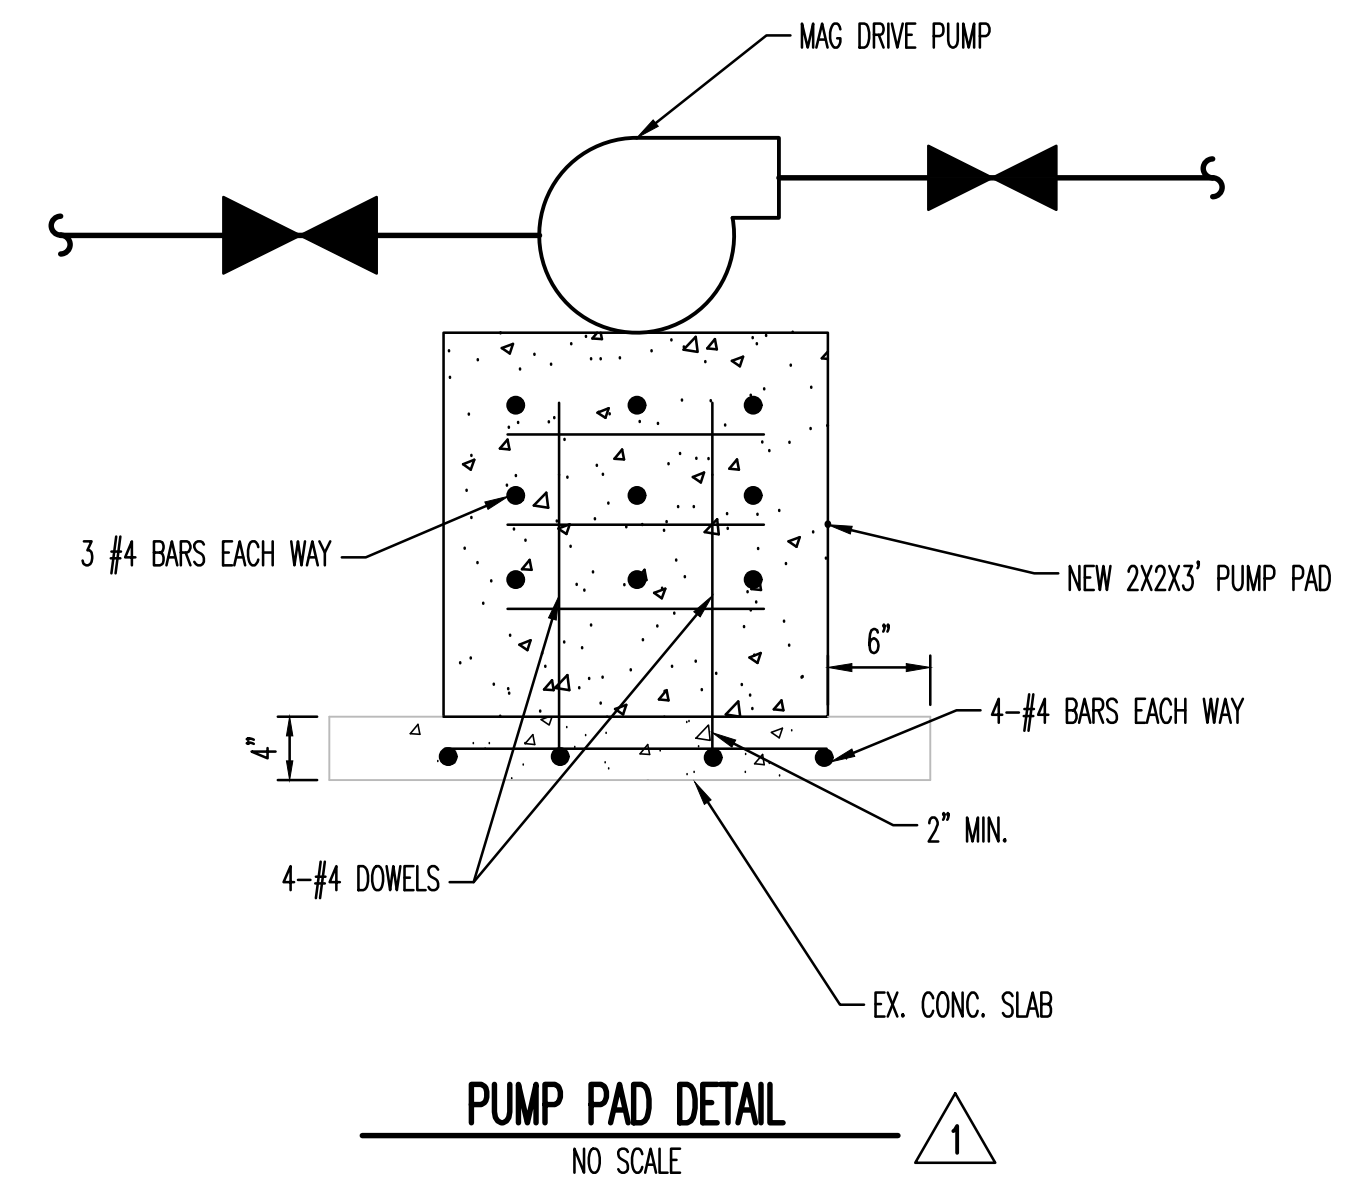 MAG DRIVE PUMP
3 #4 BARS EACH WAY
NEW 2X2X3' PUMP PAD
6"
4-#4 BARS EACH WAY
4"
2" MIN.
4-#4 DOWELS
EX. CONC. SLAB
PUMP PAD DETAIL
1
NO SCALE